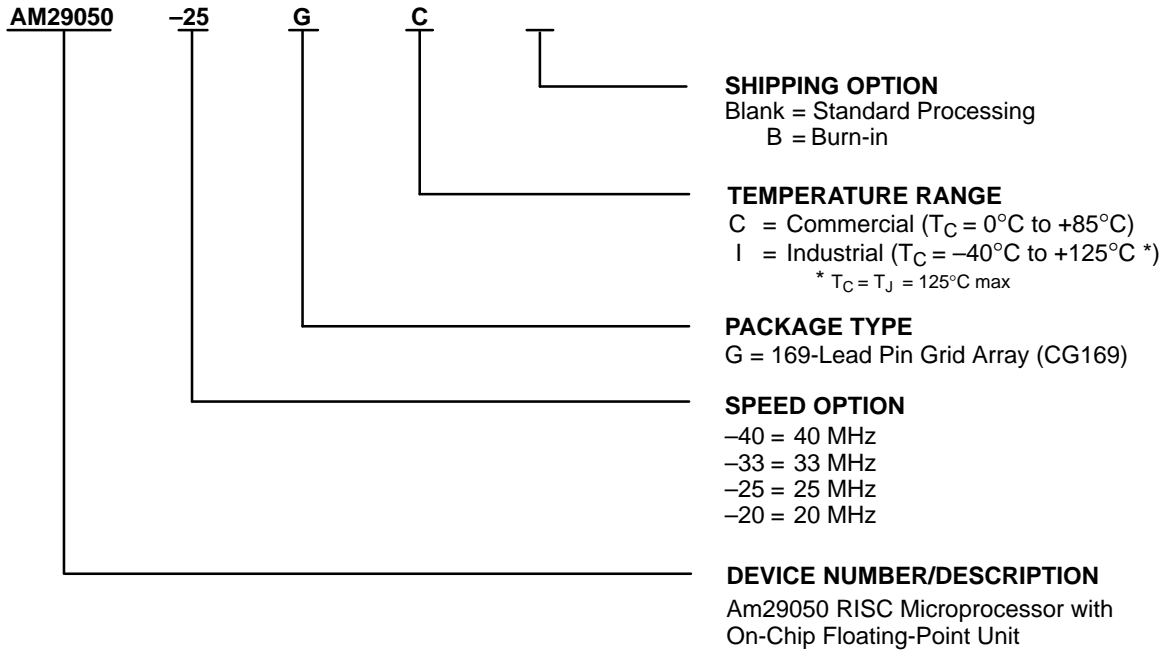 AM29050 –25 G C
SHIPPING OPTION
Blank = Standard Processing
B = Burn-in
TEMPERATURE RANGE
C = Commercial (TC = 0°C to +85°C)
I = Industrial (TC = –40°C to +125°C *)
* TC = TJ = 125°C max
PACKAGE TYPE
G = 169-Lead Pin Grid Array (CG169)
SPEED OPTION
–40 = 40 MHz
–33 = 33 MHz
–25 = 25 MHz
–20 = 20 MHz
DEVICE NUMBER/DESCRIPTION
Am29050 RISC Microprocessor with
On-Chip Floating-Point Unit